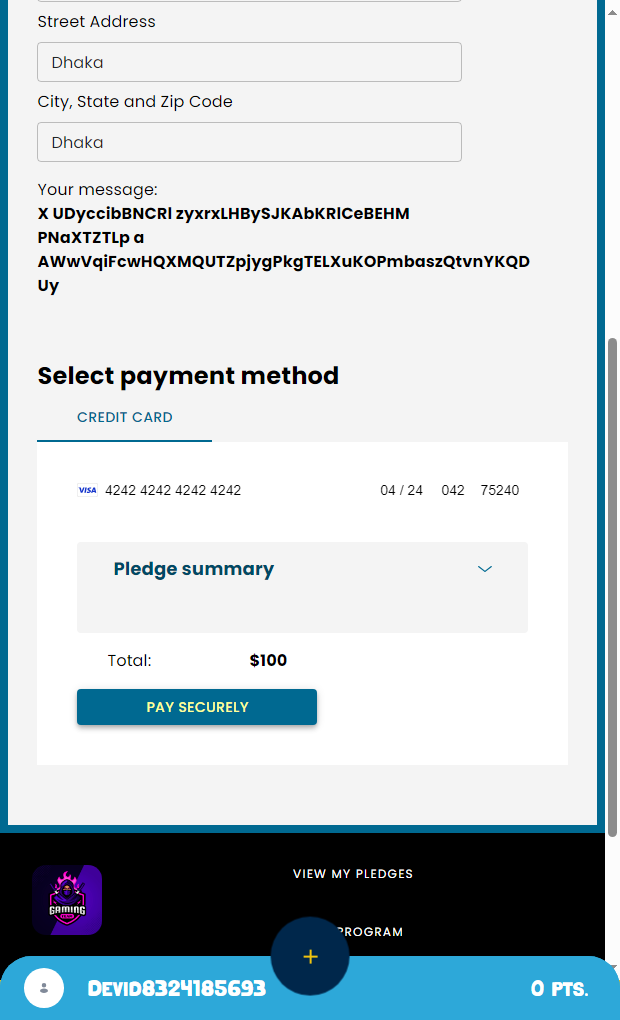 Street Address
Dhaka
City, State and Zip Code
Dhaka
Your message:
X UDyccibBNCRl zyxrxLHBySJKAbKRlCeBEHM
PNaXTZTLp a
AWwVqiFcwHQXMQUTZpjygPkgTELXuKOPmbaszQtvnYKQD
Uy
Select payment method
CREDIT CARD
VISA 4242 4242 4242 4242 04 / 24 042 75240
Pledge summary
Total: $100
PAY SECURELY
VIEW MY PLEDGES
GAMING
PROGRAM
+
Devid8324185693 0 PTS.